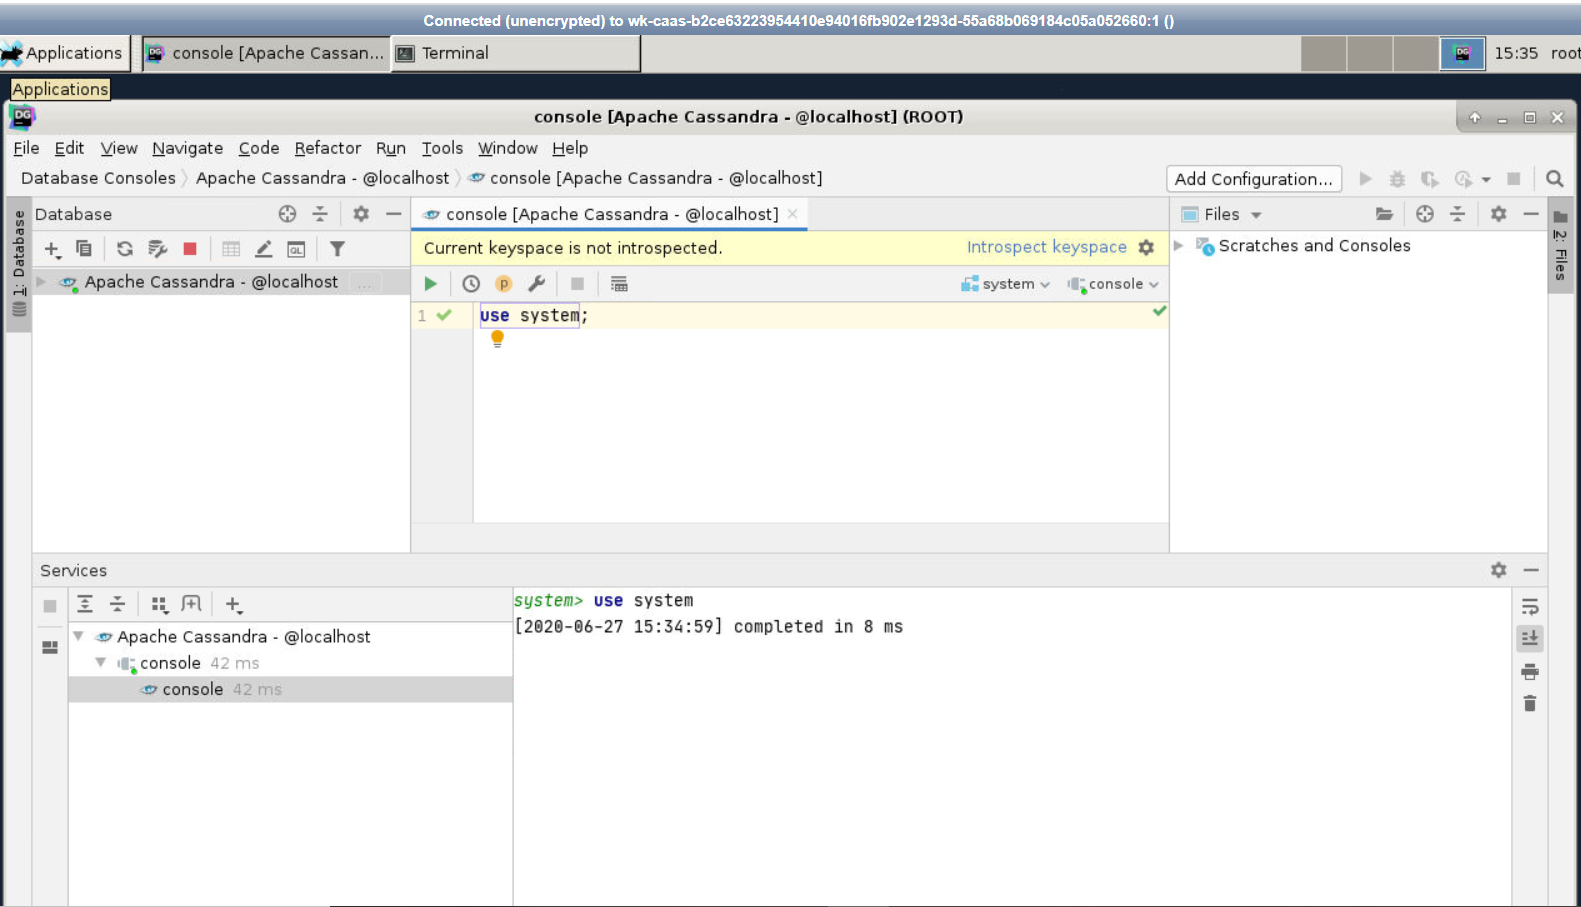 Connected (unencrypted) to wk-caas-b2ce63223954410e94016fb902e1293d-55a68b069184c05a052660:1 ()
Applications console [Apache Cassan... Terminal 15:35 root
Applications
DG console [Apache Cassandra - @localhost] (ROOT)
File Edit View Navigate Code Refactor Run Tools Window Help
Database Consoles Apache Cassandra - @localhost console [Apache Cassandra - @localhost] Add Configuration...
1: Database
Database
console [Apache Cassandra - @localhost]
Files
2: Files
Current keyspace is not introspected. Introspect keyspace
Scratches and Consoles
Apache Cassandra - @localhost ...
p system console
1 use system;
Services
Apache Cassandra - @localhost
console 42 ms
console 42 ms
system> use system
[2020-06-27 15:34:59] completed in 8 ms